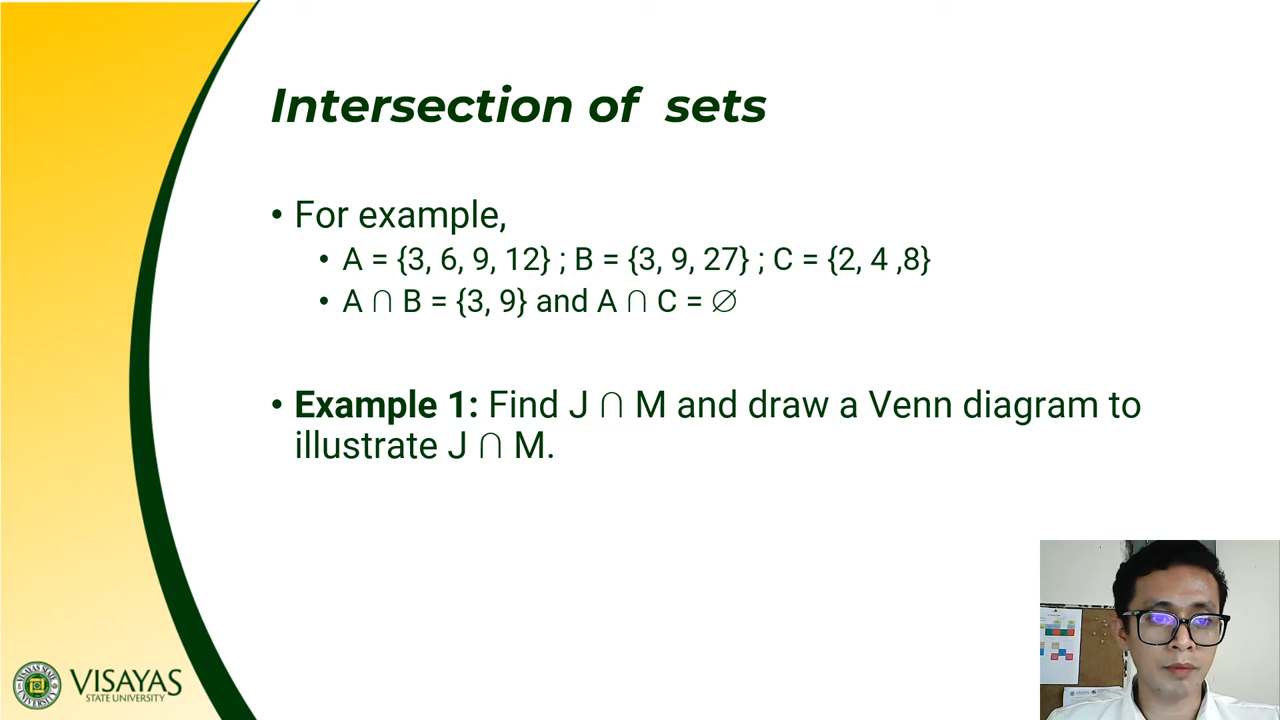 Intersection of sets
• For example,
• A = {3, 6, 9, 12} ; B = {3, 9, 27} ; C = {2, 4 ,8}
• A ∩ B = {3, 9} and A ∩ C = ∅
• Example 1: Find J ∩ M and draw a Venn diagram to
illustrate J ∩ M.
VISAYAS
STATE UNIVERSITY